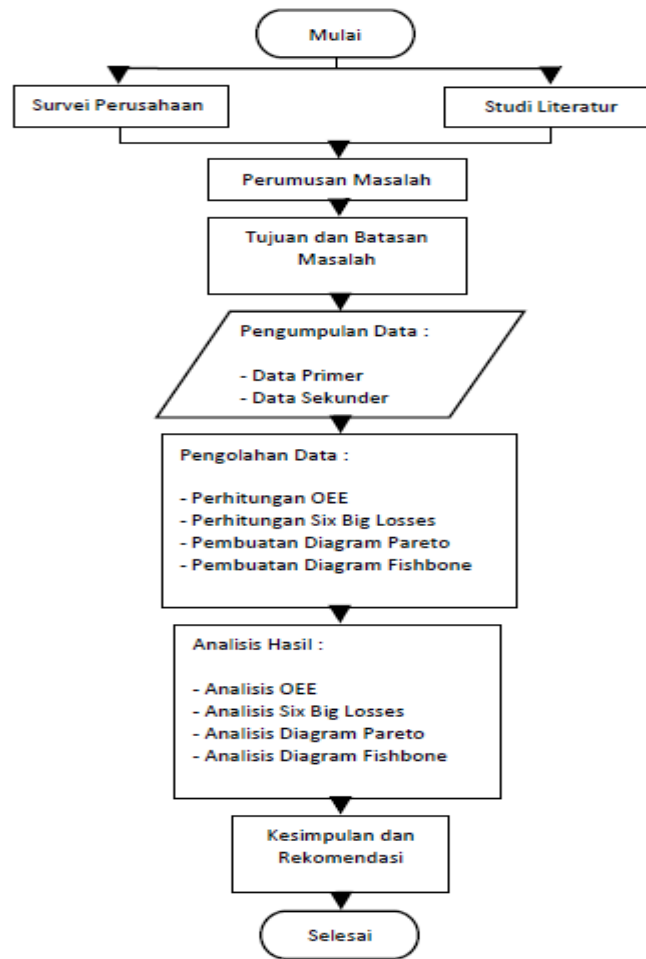 Mulai
Survei Perusahaan
Studi Literatur
Perumusan Masalah
Tujuan dan Batasan
Masalah
Pengumpulan Data :
- Data Primer
- Data Sekunder
Pengolahan Data :
- Perhitungan OEE
- Perhitungan Six Big Losses
- Pembuatan Diagram Pareto
- Pembuatan Diagram Fishbone
Analisis Hasil :
- Analisis OEE
- Analisis Six Big Losses
- Analisis Diagram Pareto
- Analisis Diagram Fishbone
Kesimpulan dan
Rekomendasi
Selesai